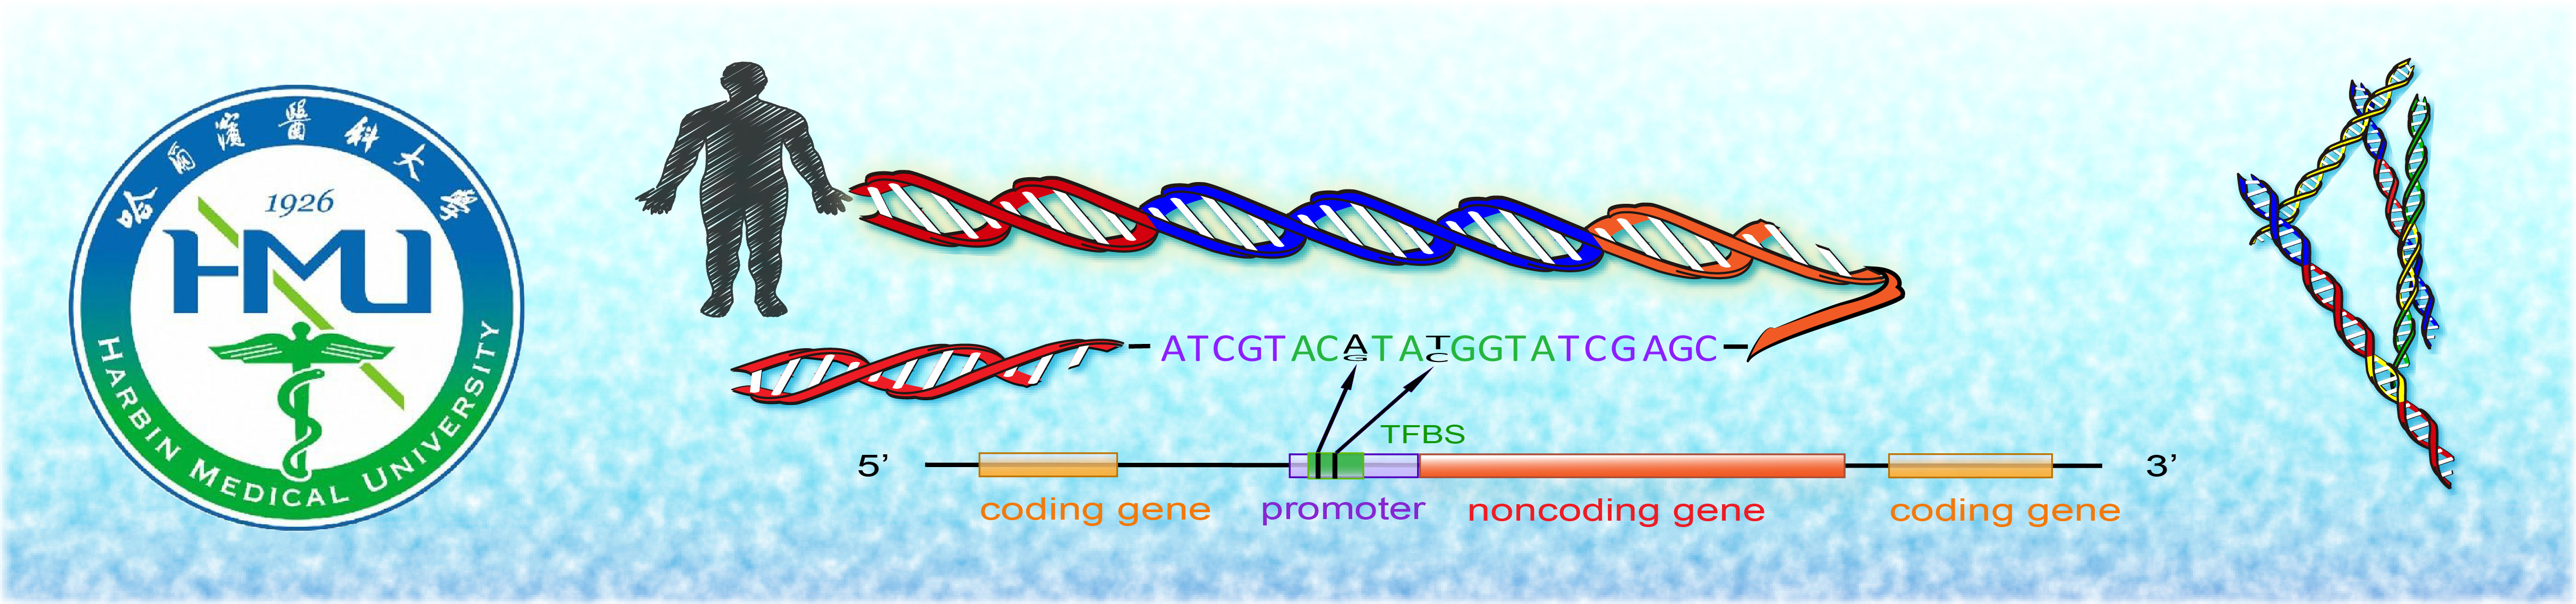 哈爾濱醫科大學
1926
HMU
HARBIN MEDICAL UNIVERSITY
ATCGTACATATGGTATCGAGC
G C
TFBS
5’
3’
coding gene
promoter
noncoding gene
coding gene